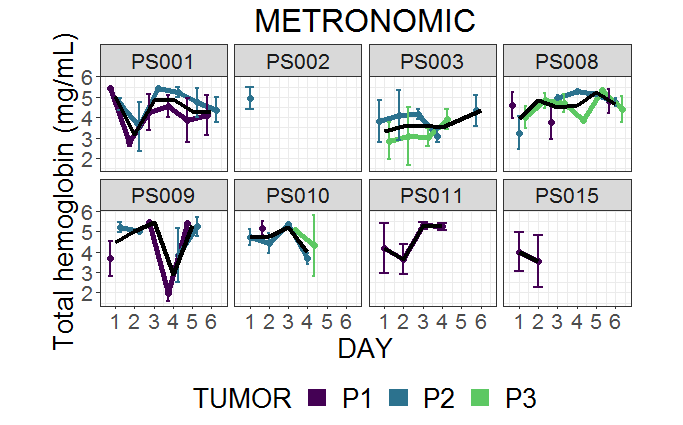 METRONOMIC
Total hemoglobin (mg/mL)
PS001 PS002 PS003 PS008
6
5
4
3
2
PS009 PS010 PS011 PS015
6
5
4
3
2
1 2 3 4 5 6 1 2 3 4 5 6 1 2 3 4 5 6 1 2 3 4 5 6
DAY
TUMOR P1 P2 P3